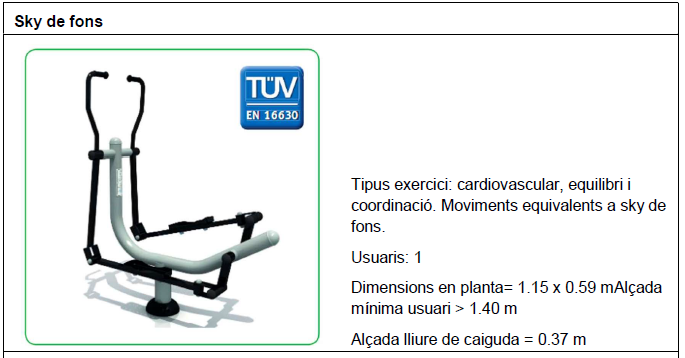 Sky de fons
TÜV
EN 16630
Tipus exercici: cardiovascular, equilibri i
coordinació. Moviments equivalents a sky de
fons.
Usuaris: 1
Dimensions en planta= 1.15 x 0.59 mAlçada
mínima usuari > 1.40 m
Alçada lliure de caiguda = 0.37 m